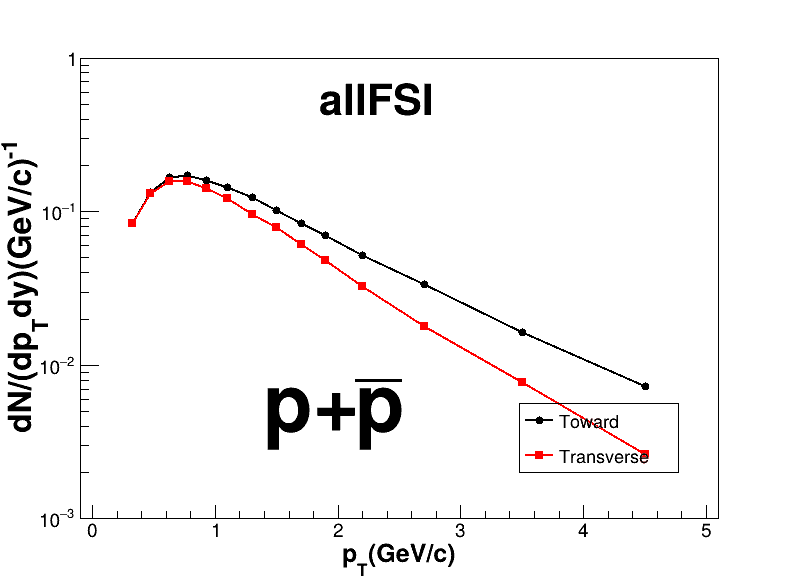 allFSI
dN/(dp_T dy)(GeV/c)^-1
1
10^-1
10^-2
10^-3
p+p̅
Toward
Transverse
0 1 2 3 4 5
p_T(GeV/c)